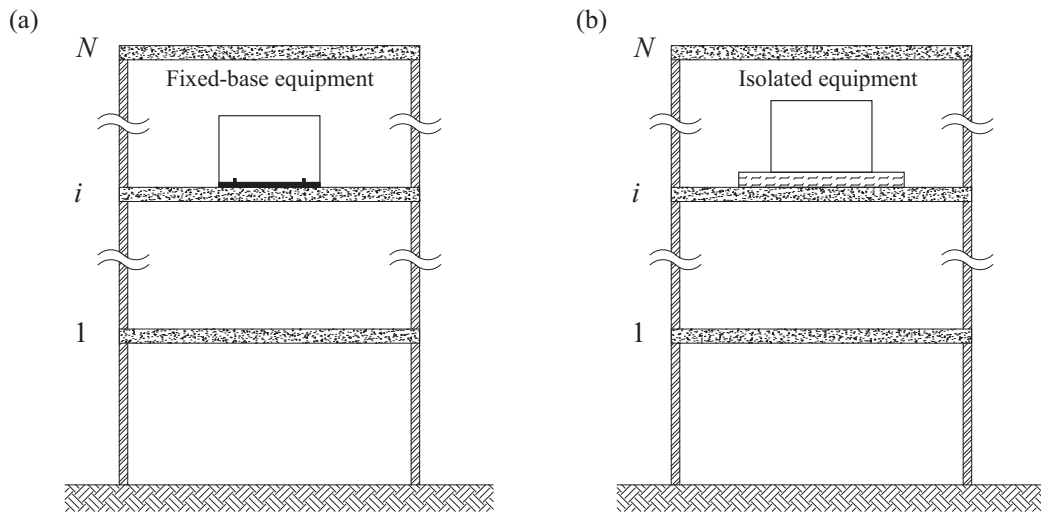 (a)
N
Fixed-base equipment
i
1
(b)
N
Isolated equipment
i
1